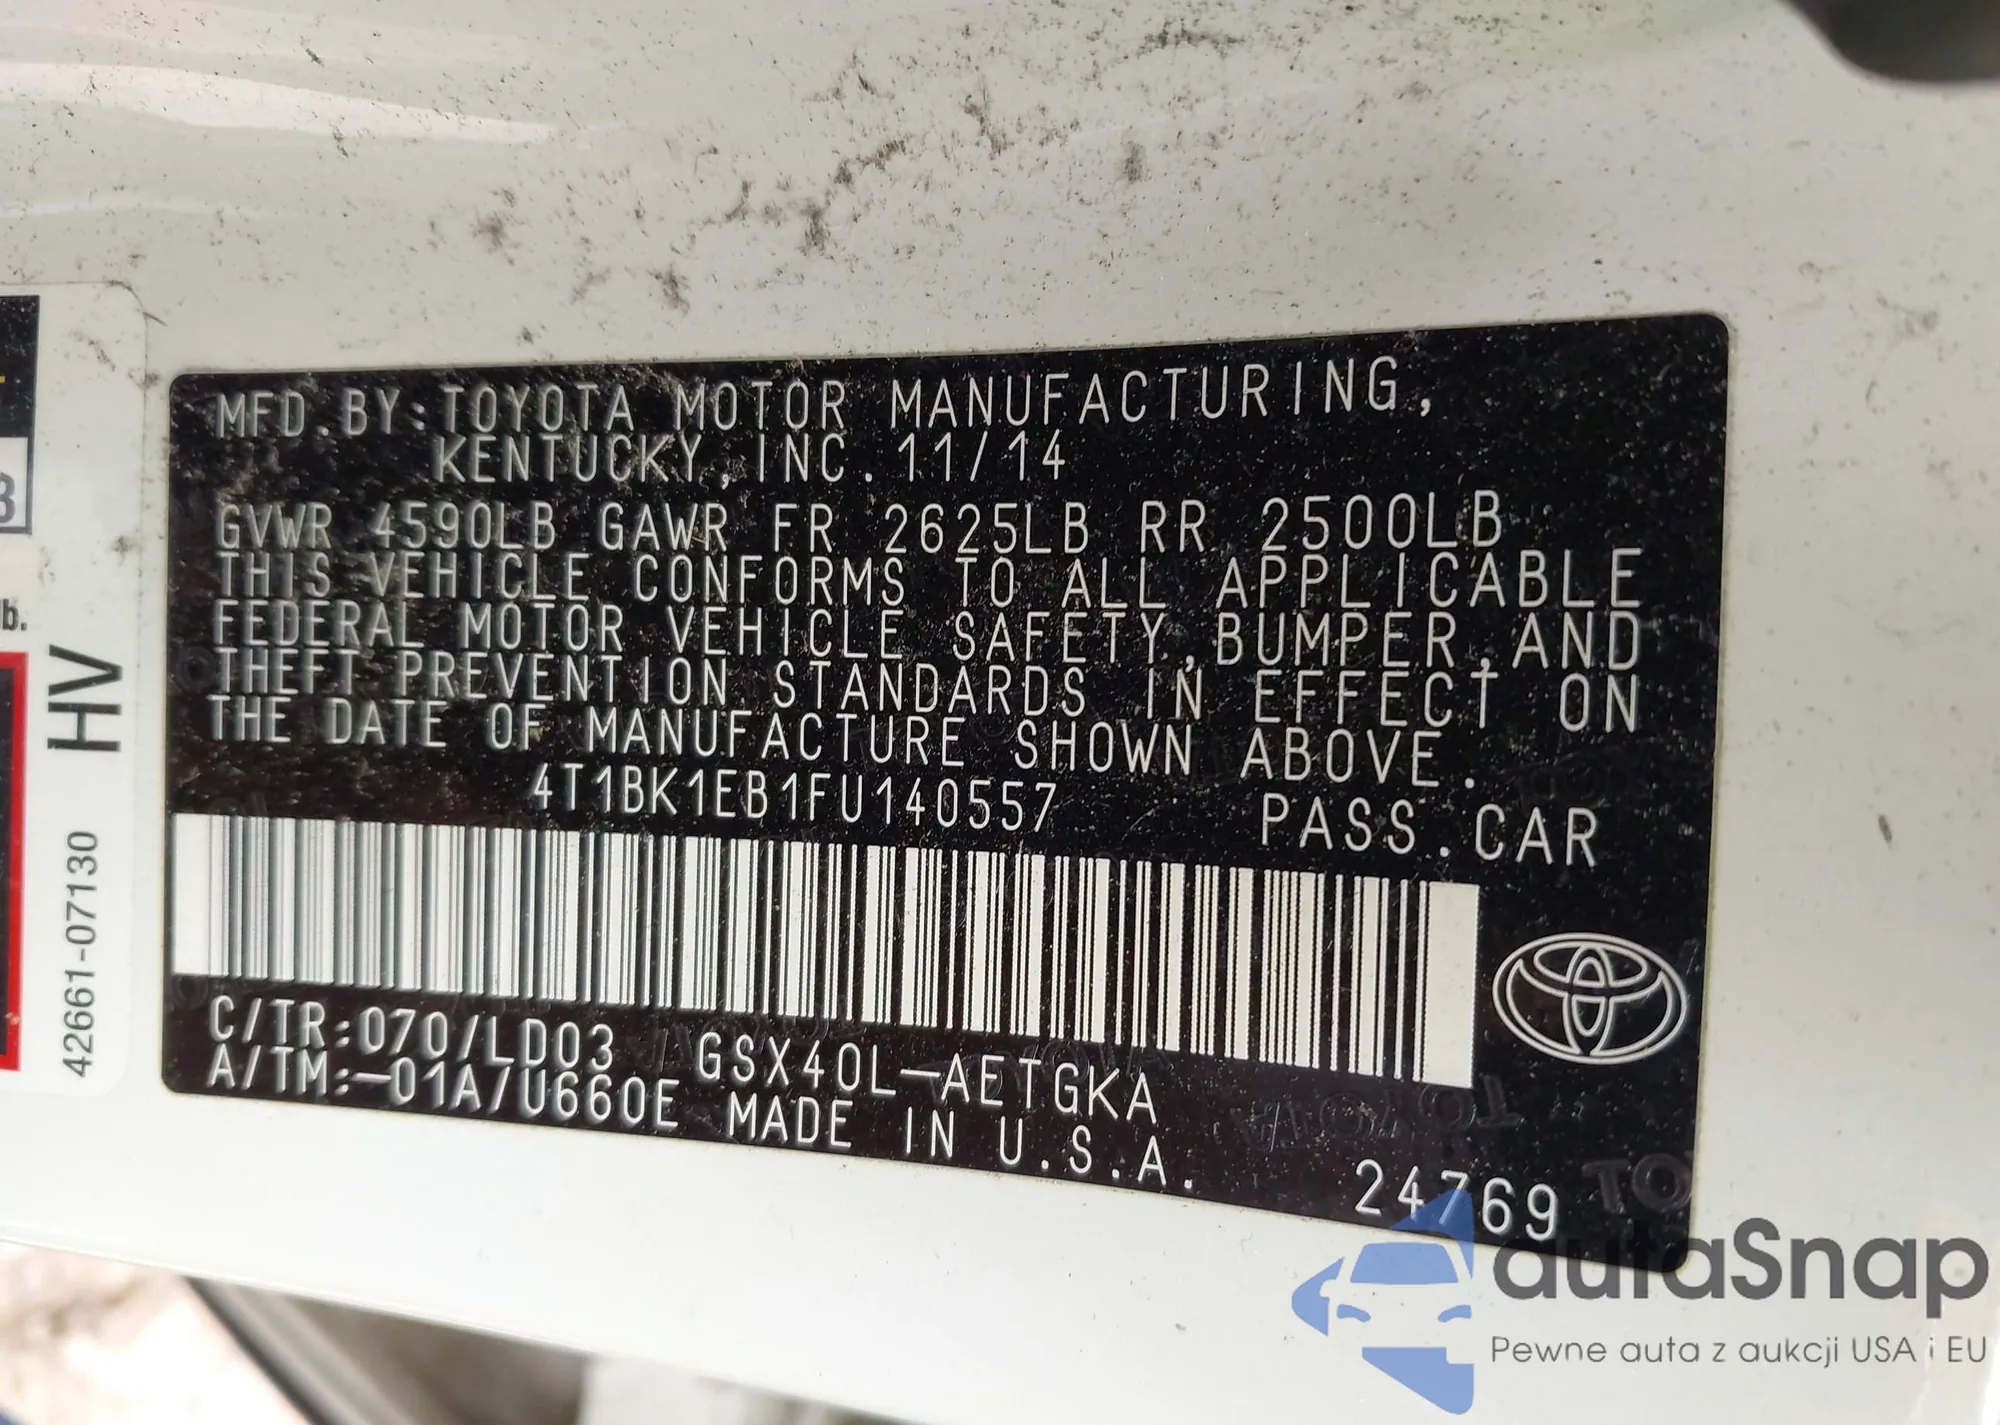 MFD.BY:TOYOTA MOTOR MANUFACTURING,
KENTUCKY,INC.11/14
GVWR 4590LB GAWR FR 2625LB RR 2500LB
THIS VEHICLE CONFORMS TO ALL APPLICABLE
FEDERAL MOTOR VEHICLE SAFETY,BUMPER,AND
THEFT PREVENTION STANDARDS IN EFFECT ON
THE DATE OF MANUFACTURE SHOWN ABOVE.
4T1BK1EB1FU140557 PASS.CAR
C/TR:070/LD03 GSX40L-AETGKA
A/TM:-01A/U660E MADE IN U.S.A.
24769
42661-07130 HV
lb.
3
autaSnap
Pewne auta z aukcji USA i EU